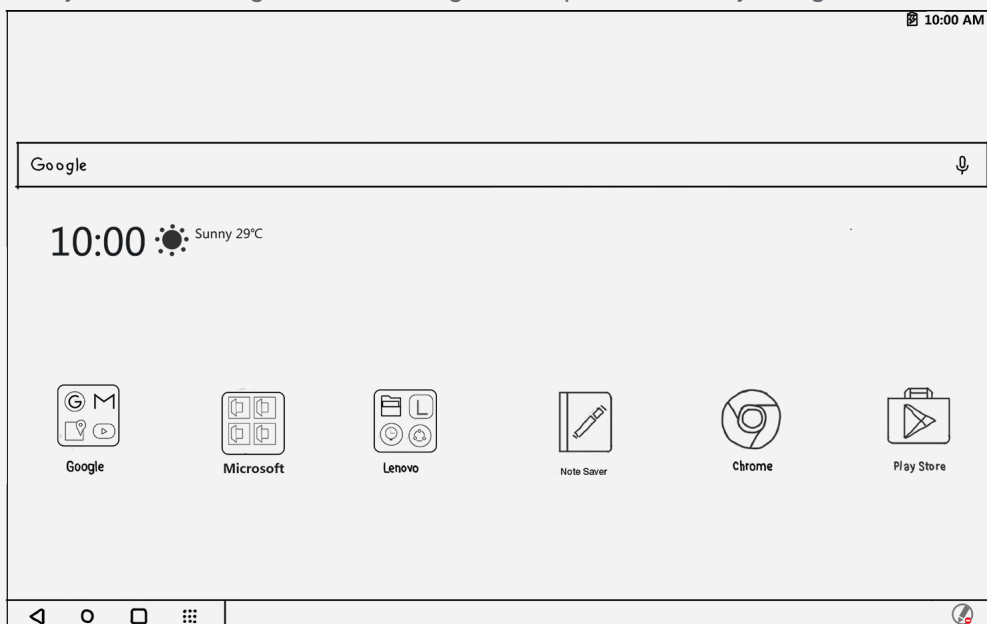 10:00 AM
Google
10:00 Sunny 29℃
Google
Microsoft
Lenovo
Note Saver
Chrome
Play Store